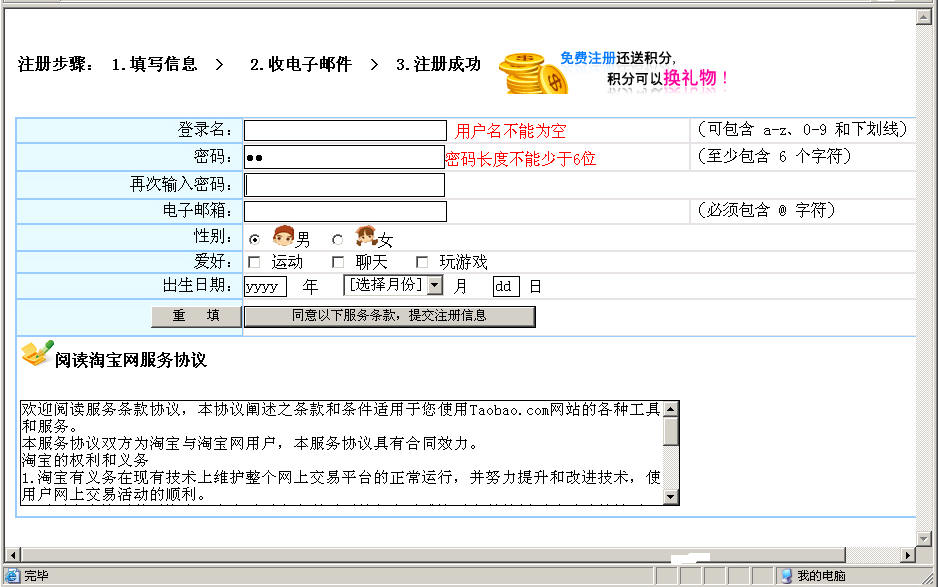 注册步骤： 1.填写信息 > 2.收电子邮件 > 3.注册成功
免费注册还送积分，
积分可以换礼物！
登录名： 用户名不能为空 (可包含 a-z、0-9 和下划线)
密码： 密码长度不能少于6位 (至少包含 6 个字符)
再次输入密码：
电子邮箱： (必须包含 @ 字符)
性别： 男 女
爱好： 运动 聊天 玩游戏
出生日期： yyyy 年 [选择月份] 月 dd 日
重 填 同意以下服务条款，提交注册信息
阅读淘宝网服务协议
欢迎阅读服务条款协议，本协议阐述之条款和条件适用于您使用Taobao.com网站的各种工具
和服务。
本服务协议双方为淘宝与淘宝网用户，本服务协议具有合同效力。
淘宝的权利和义务
1.淘宝有义务在现有技术上维护整个网上交易平台的正常运行，并努力提升和改进技术，使
用户网上交易活动的顺利。
完毕 我的电脑